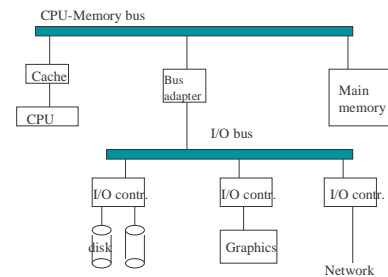 CPU-Memory bus
Cache
CPU
Bus
adapter
Main
memory
I/O bus
I/O contr.
I/O contr.
I/O contr.
disk
Graphics
Network